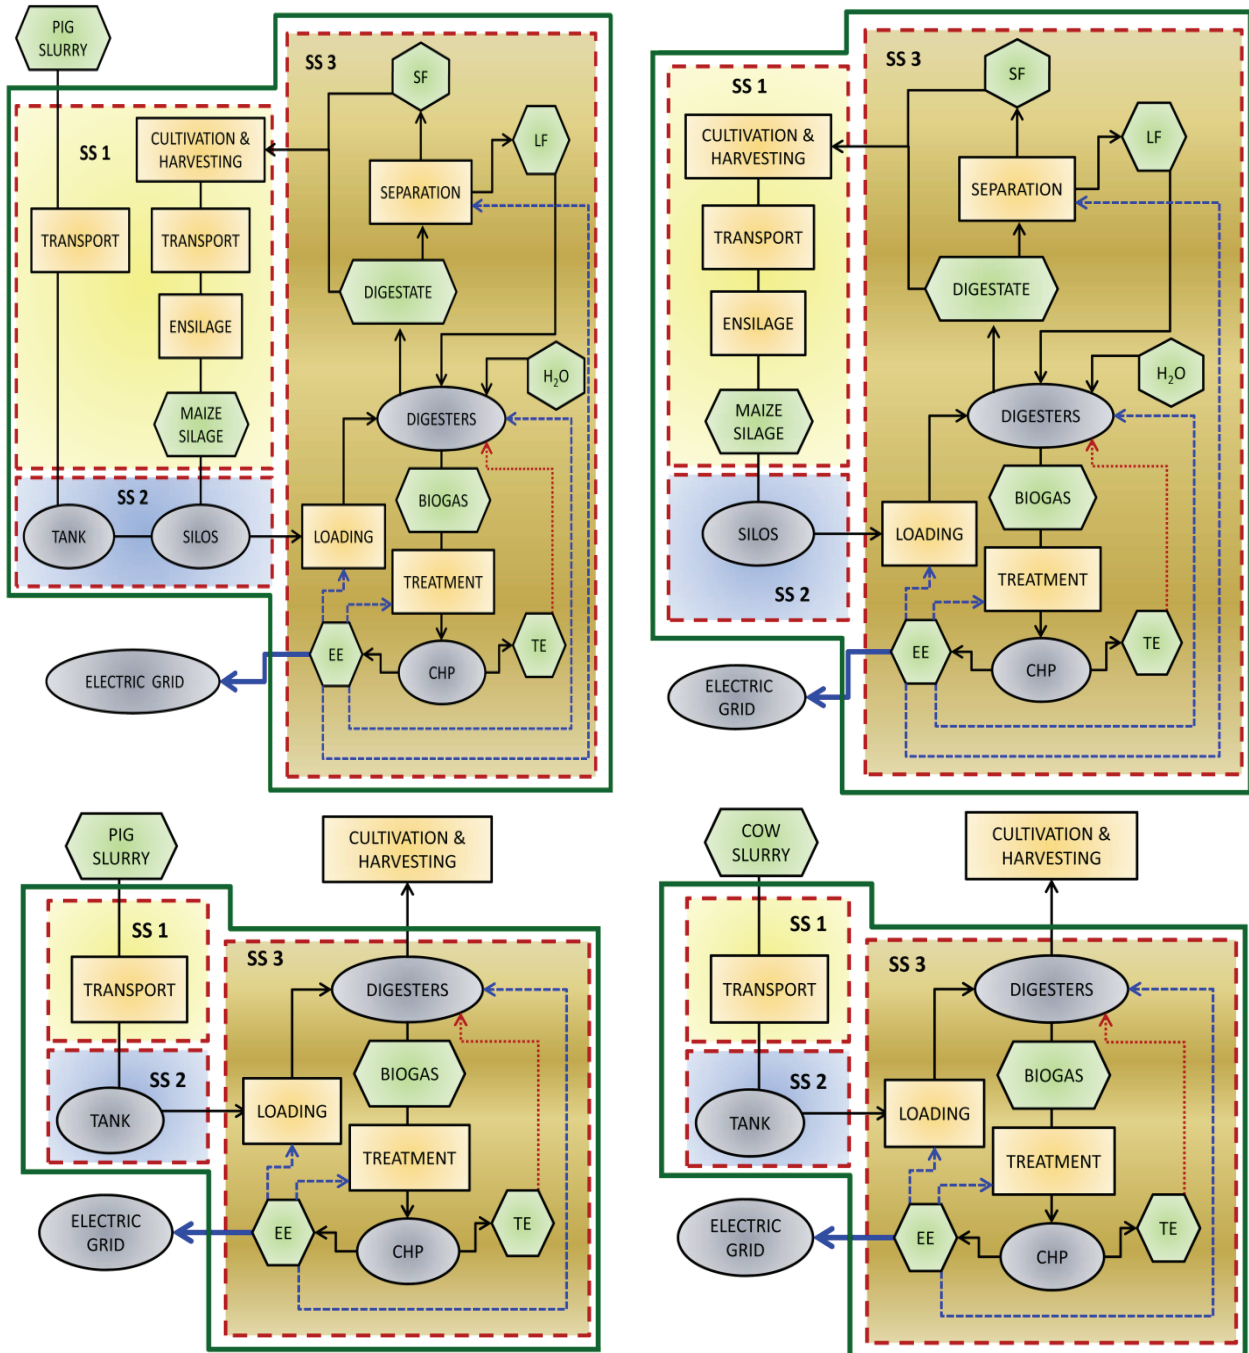 PIG
SLURRY
SS 1
CULTIVATION &
HARVESTING
TRANSPORT
TRANSPORT
ENSILAGE
MAIZE
SILAGE
SS 2
TANK
SILOS
SS 3
SF
LF
SEPARATION
DIGESTATE
H₂O
DIGESTERS
BIOGAS
LOADING
TREATMENT
EE
CHP
TE
ELECTRIC GRID
SS 1
CULTIVATION &
HARVESTING
TRANSPORT
ENSILAGE
MAIZE
SILAGE
SILOS
SS 2
SS 3
SF
LF
SEPARATION
DIGESTATE
H₂O
DIGESTERS
BIOGAS
LOADING
TREATMENT
EE
CHP
TE
ELECTRIC
GRID
PIG
SLURRY
CULTIVATION &
HARVESTING
SS 1
TRANSPORT
SS 2
TANK
SS 3
DIGESTERS
BIOGAS
LOADING
TREATMENT
EE
CHP
TE
ELECTRIC
GRID
COW
SLURRY
CULTIVATION &
HARVESTING
SS 1
TRANSPORT
SS 2
TANK
SS 3
DIGESTERS
BIOGAS
LOADING
TREATMENT
EE
CHP
TE
ELECTRIC
GRID